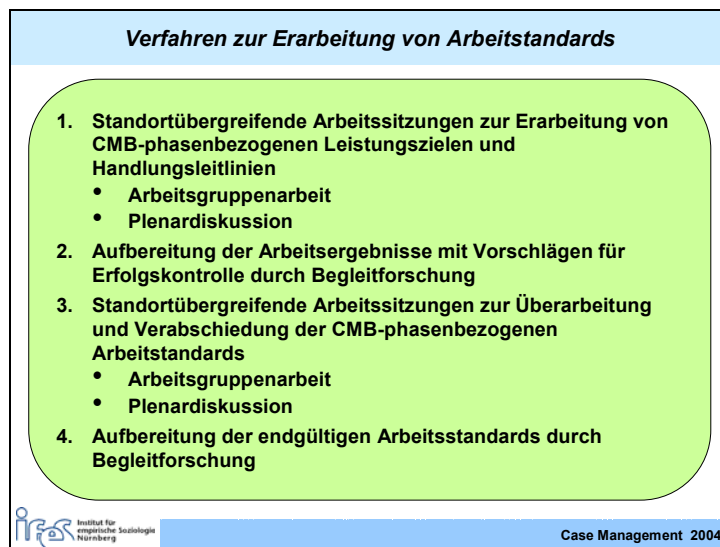 Verfahren zur Erarbeitung von Arbeitstandards
1. Standortübergreifende Arbeitssitzungen zur Erarbeitung von
CMB-phasenbezogenen Leistungszielen und
Handlungsleitlinien
• Arbeitsgruppenarbeit
• Plenardiskussion
2. Aufbereitung der Arbeitsergebnisse mit Vorschlägen für
Erfolgskontrolle durch Begleitforschung
3. Standortübergreifende Arbeitssitzungen zur Überarbeitung
und Verabschiedung der CMB-phasenbezogenen
Arbeitstandards
• Arbeitsgruppenarbeit
• Plenardiskussion
4. Aufbereitung der endgültigen Arbeitsstandards durch
Begleitforschung
ifes
Institut für
empirische Soziologie
Nürnberg
Case Management 2004